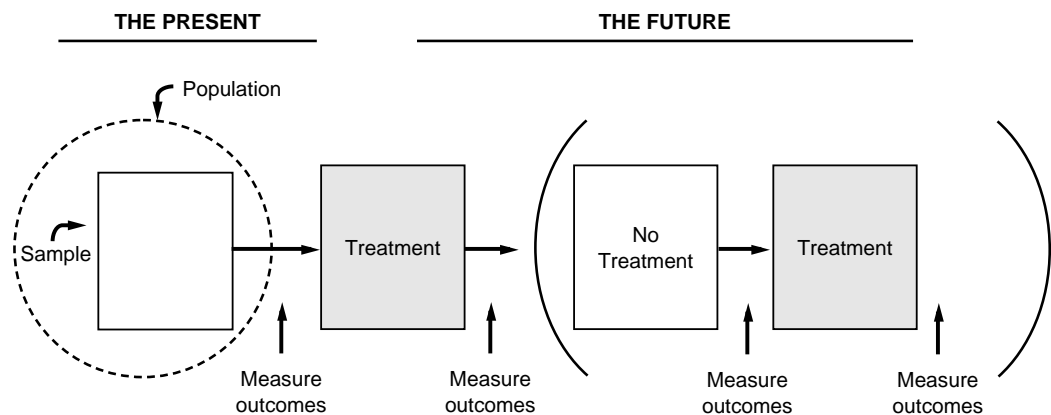 THE PRESENT
THE FUTURE
Population
Sample
Treatment
No
Treatment
Treatment
Measure
outcomes
Measure
outcomes
Measure
outcomes
Measure
outcomes